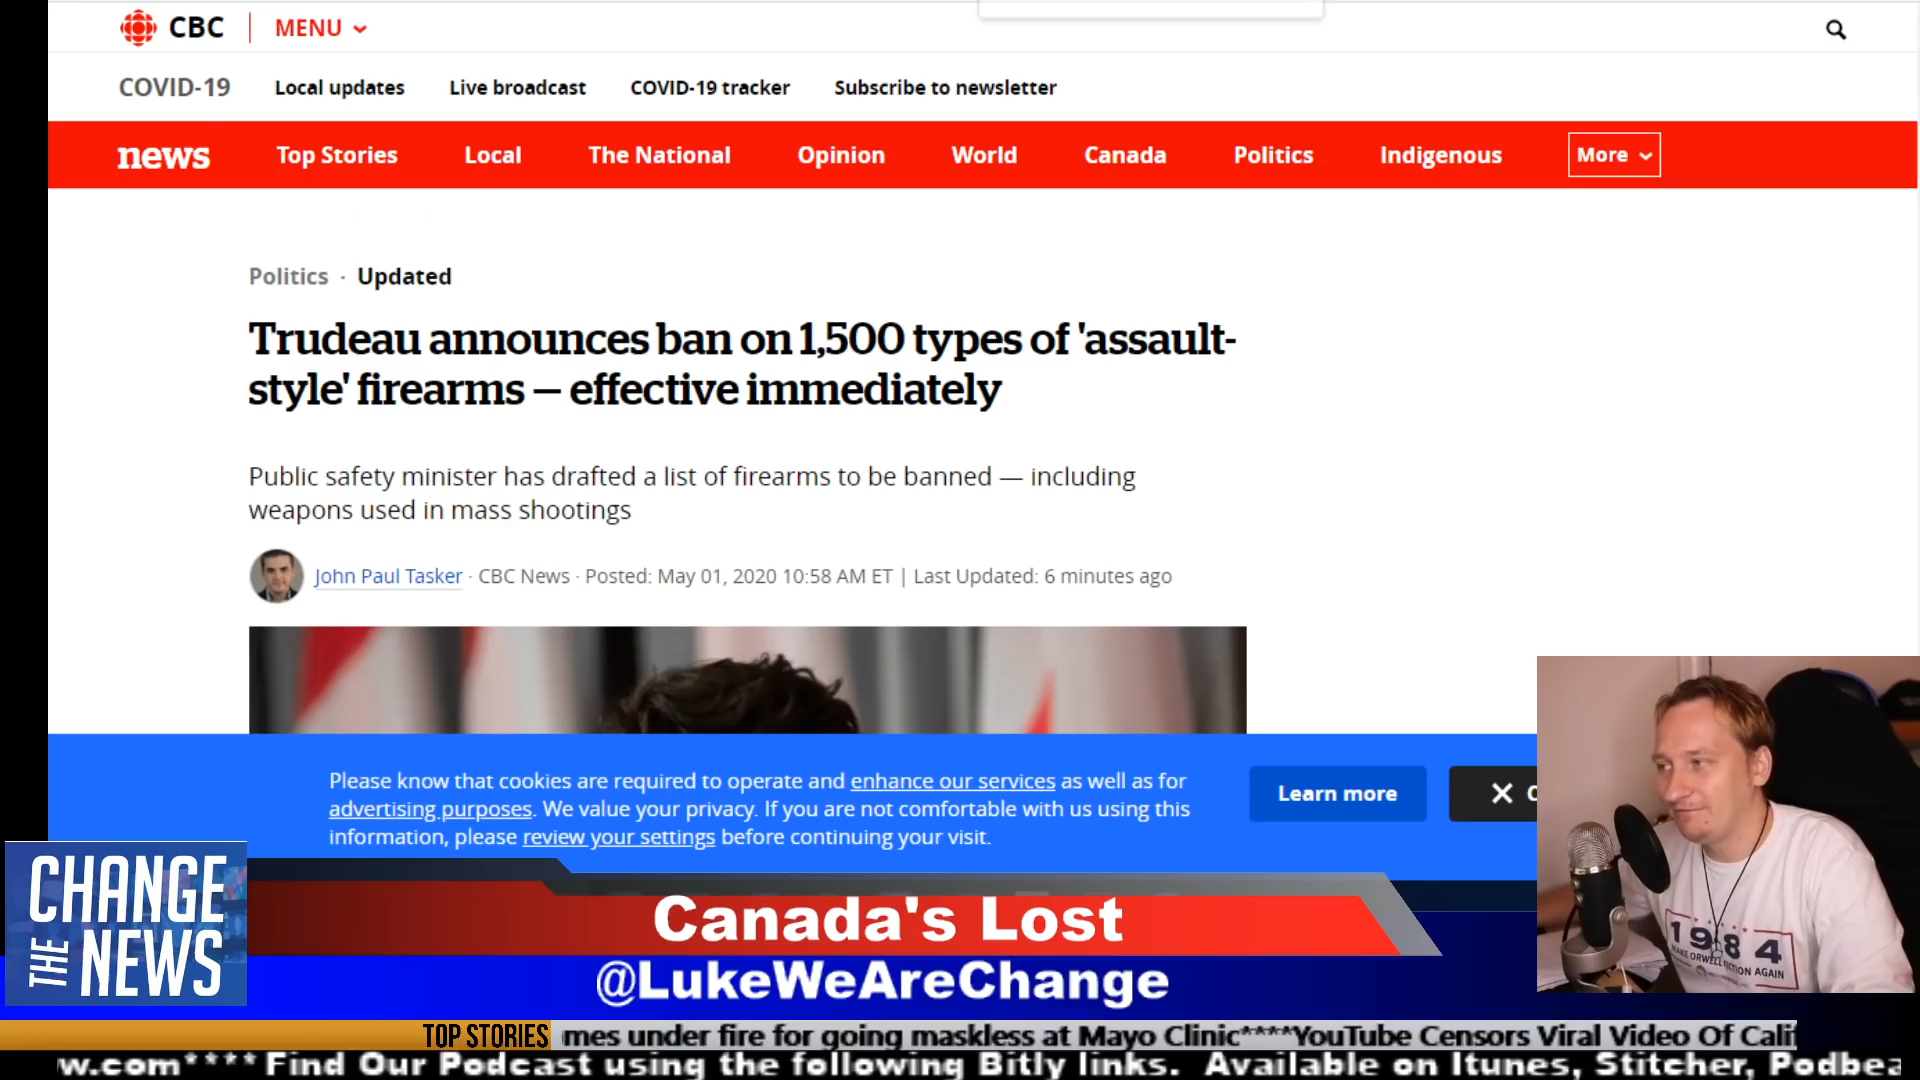 CBC MENU
COVID-19 Local updates Live broadcast COVID-19 tracker Subscribe to newsletter
news Top Stories Local The National Opinion World Canada Politics Indigenous More
Politics · Updated
Trudeau announces ban on 1,500 types of 'assault-
style' firearms — effective immediately
Public safety minister has drafted a list of firearms to be banned — including
weapons used in mass shootings
John Paul Tasker · CBC News · Posted: May 01, 2020 10:58 AM ET | Last Updated: 6 minutes ago
Please know that cookies are required to operate and enhance our services as well as for
advertising purposes. We value your privacy. If you are not comfortable with us using this
information, please review your settings before continuing your visit.
Learn more
CHANGE
THE
NEWS
Canada's Lost
@LukeWeAreChange
1984
MAKE ORWELL FICTION AGAIN
TOP STORIES mes under fire for going maskless at Mayo Clinic****YouTube Censors Viral Video Of Calif
w.com**** Find Our Podcast using the following Bitly links. Available on Itunes, Stitcher, Podbea